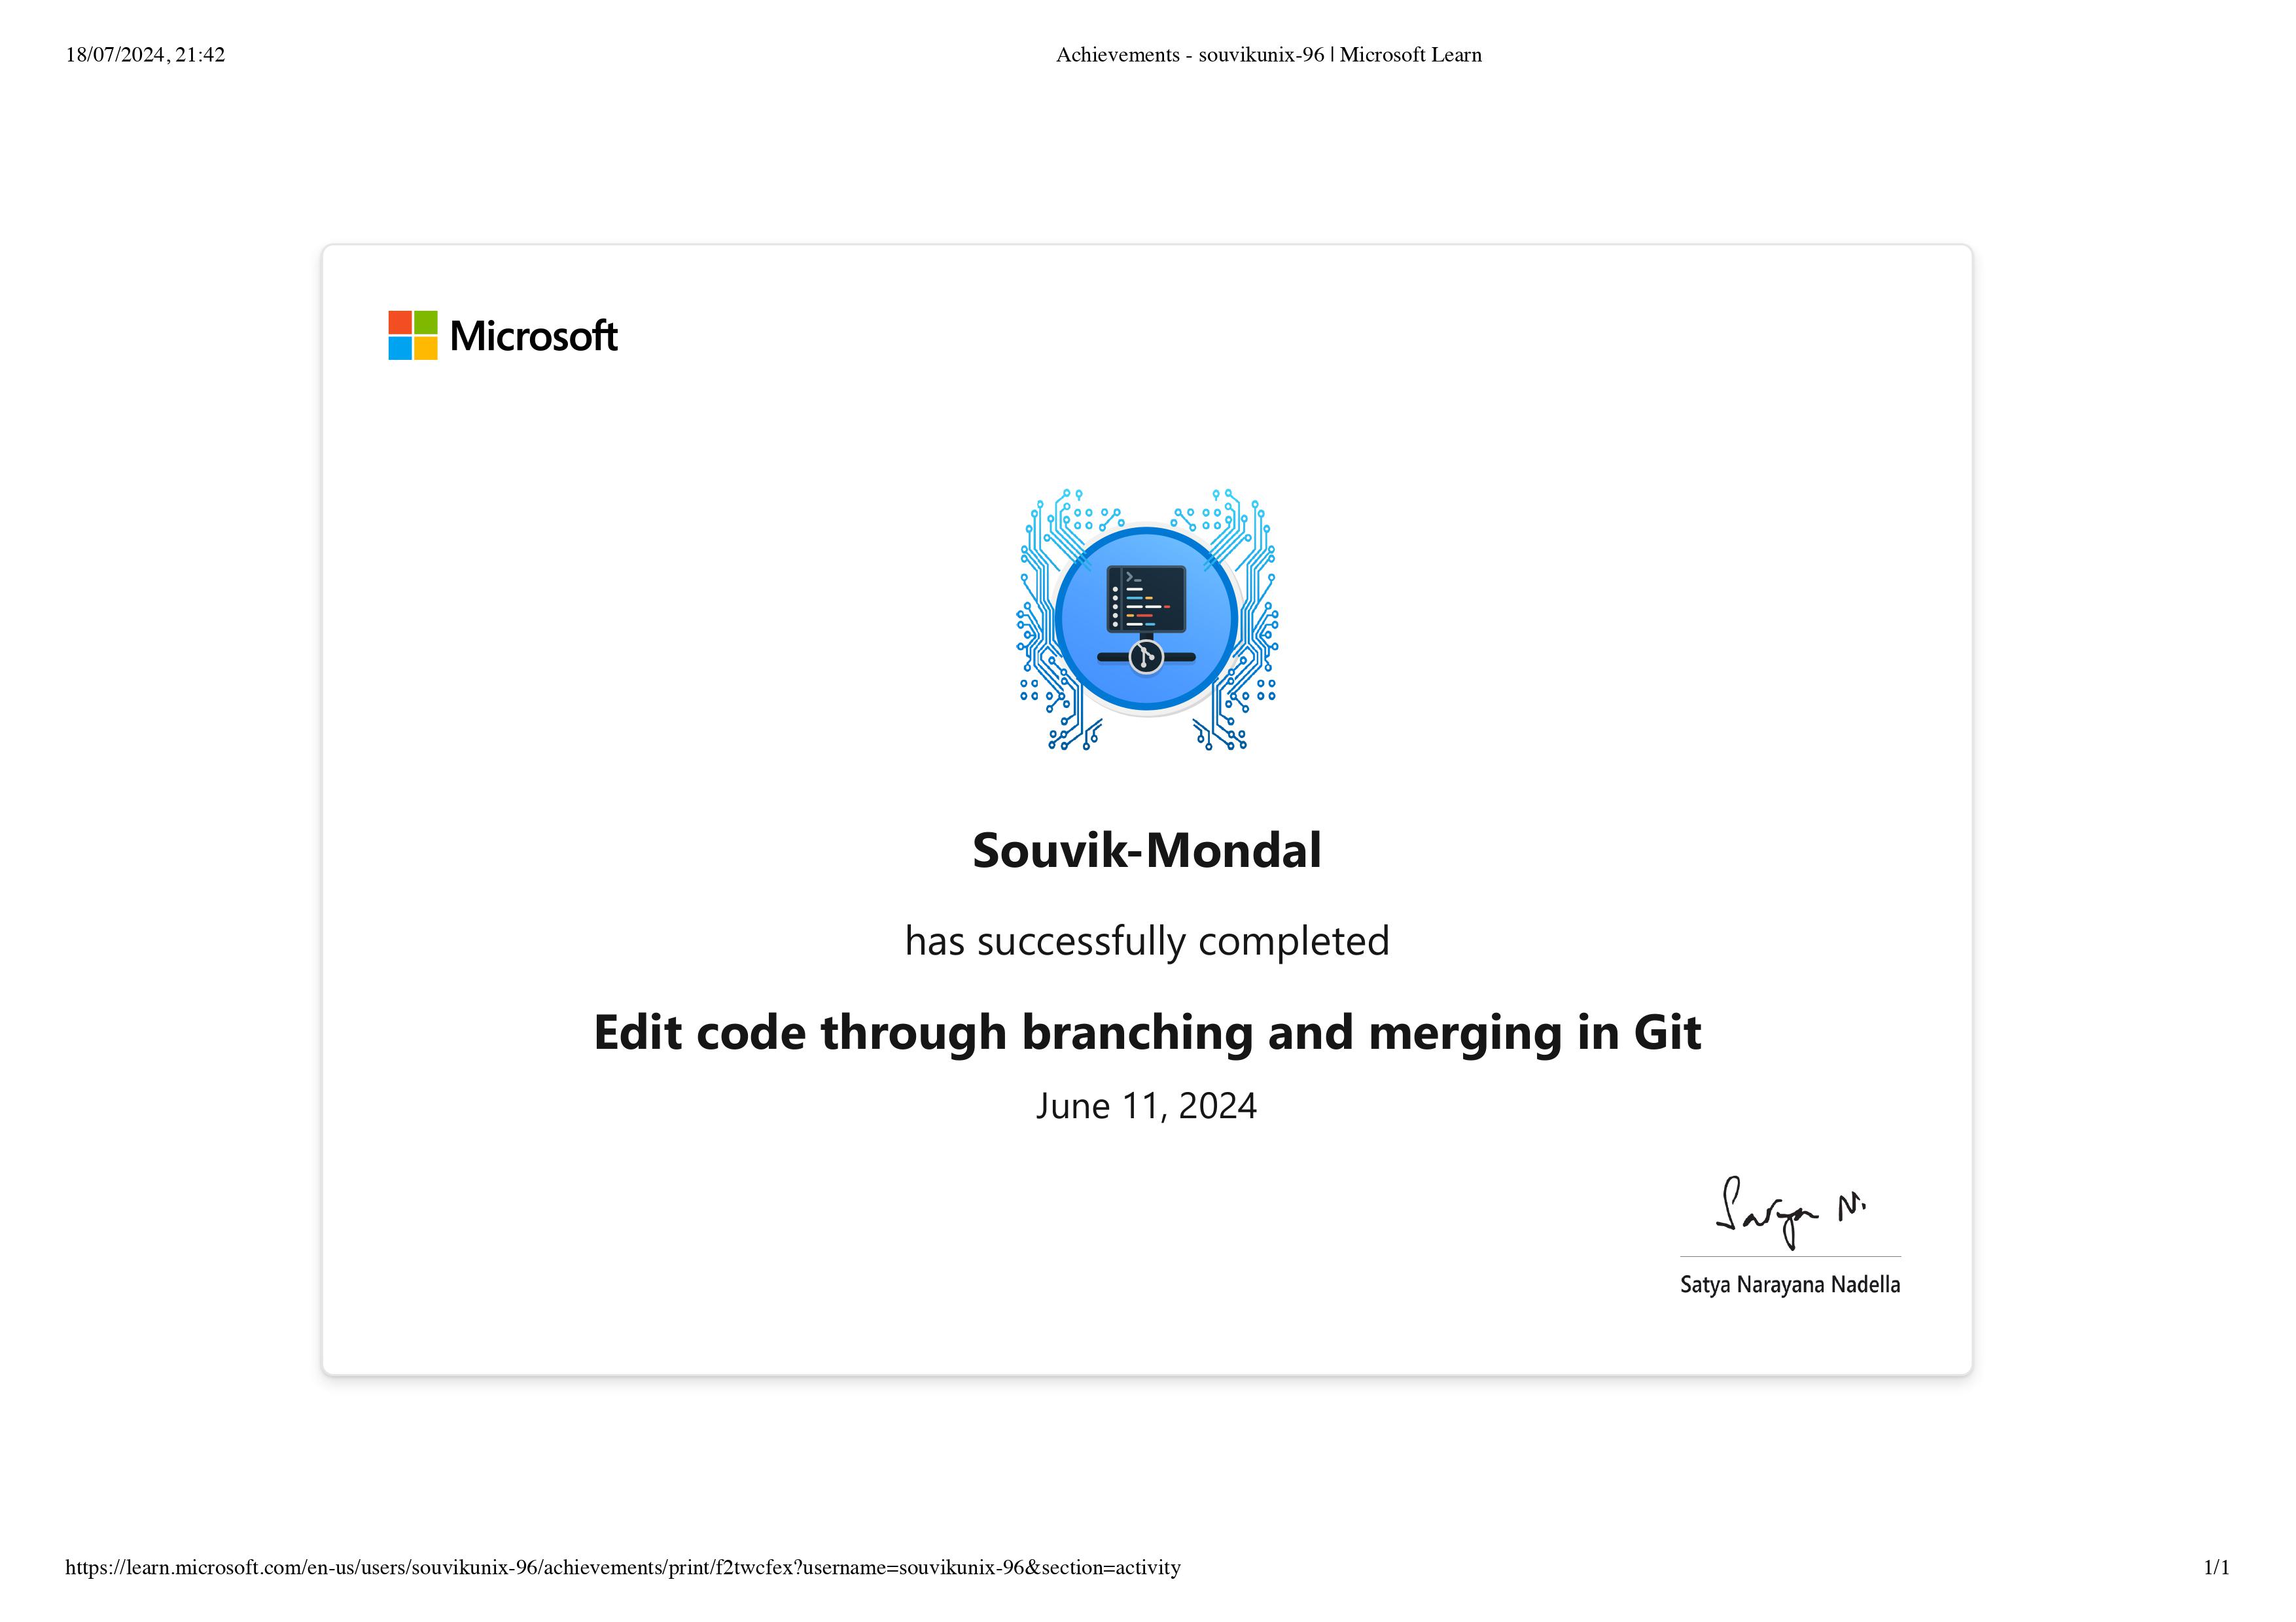 18/07/2024, 21:42
Achievements - souvikunix-96 | Microsoft Learn
Microsoft
Souvik-Mondal
has successfully completed
Edit code through branching and merging in Git
June 11, 2024
Satya N.
Satya Narayana Nadella
https://learn.microsoft.com/en-us/users/souvikunix-96/achievements/print/f2twcfex?username=souvikunix-96&section=activity
1/1